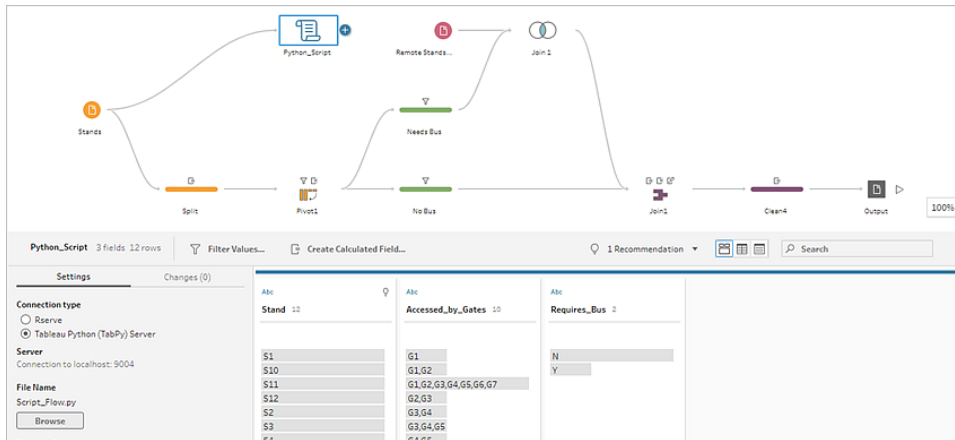 Python_Script
Remote Stands...
Join 1
Stands
Needs Bus
Split
Pivot1
No Bus
Join1
Clean4
Output
100%
Python_Script 3 fields 12 rows
Filter Values...
Create Calculated Field...
1 Recommendation
Search
Settings
Changes (0)
Connection type
Rserve
Tableau Python (TabPy) Server
Server
Connection to localhost: 9004
File Name
Script_Flow.py
Browse
Abc
Stand 12
S1
S10
S11
S12
S2
S3
Abc
Accessed_by_Gates 10
G1
G1,G2
G1,G2,G3,G4,G5,G6,G7
G2,G3
G3,G4
G3,G4,G5
Abc
Requires_Bus 2
N
Y